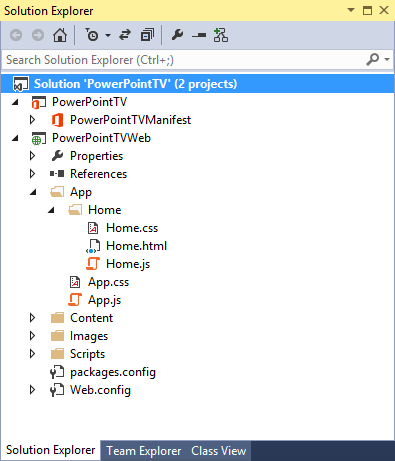 Solution Explorer
Search Solution Explorer (Ctrl+;)
Solution 'PowerPointTV' (2 projects)
PowerPointTV
PowerPointTVManifest
PowerPointTVWeb
Properties
References
App
Home
Home.css
Home.html
Home.js
App.css
App.js
Content
Images
Scripts
packages.config
Web.config
Solution Explorer Team Explorer Class View